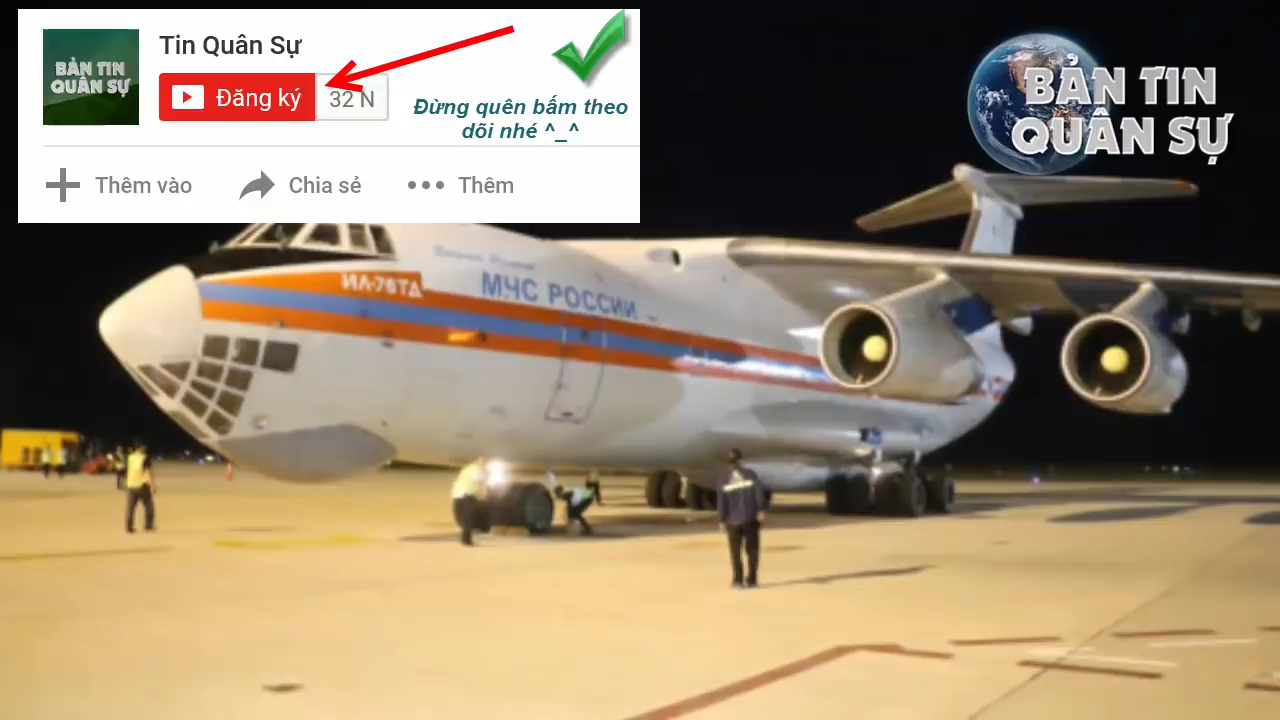 Tin Quân Sự
BẢN TIN
QUÂN SỰ
Đăng ký
32 N
Đừng quên bấm theo
dõi nhé ^_^
Thêm vào
Chia sẻ
Thêm
BẢN TIN
QUÂN SỰ
ИЛ-76ТД
МЧС РОССИИ